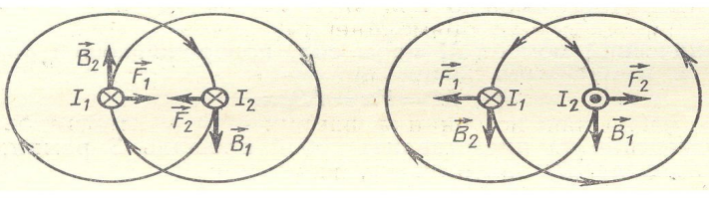 B⃗₂ F⃗₁
I₁ I₂
F⃗₂ B⃗₁
F⃗₁ F⃗₂
I₁ I₂
B⃗₂ B⃗₁